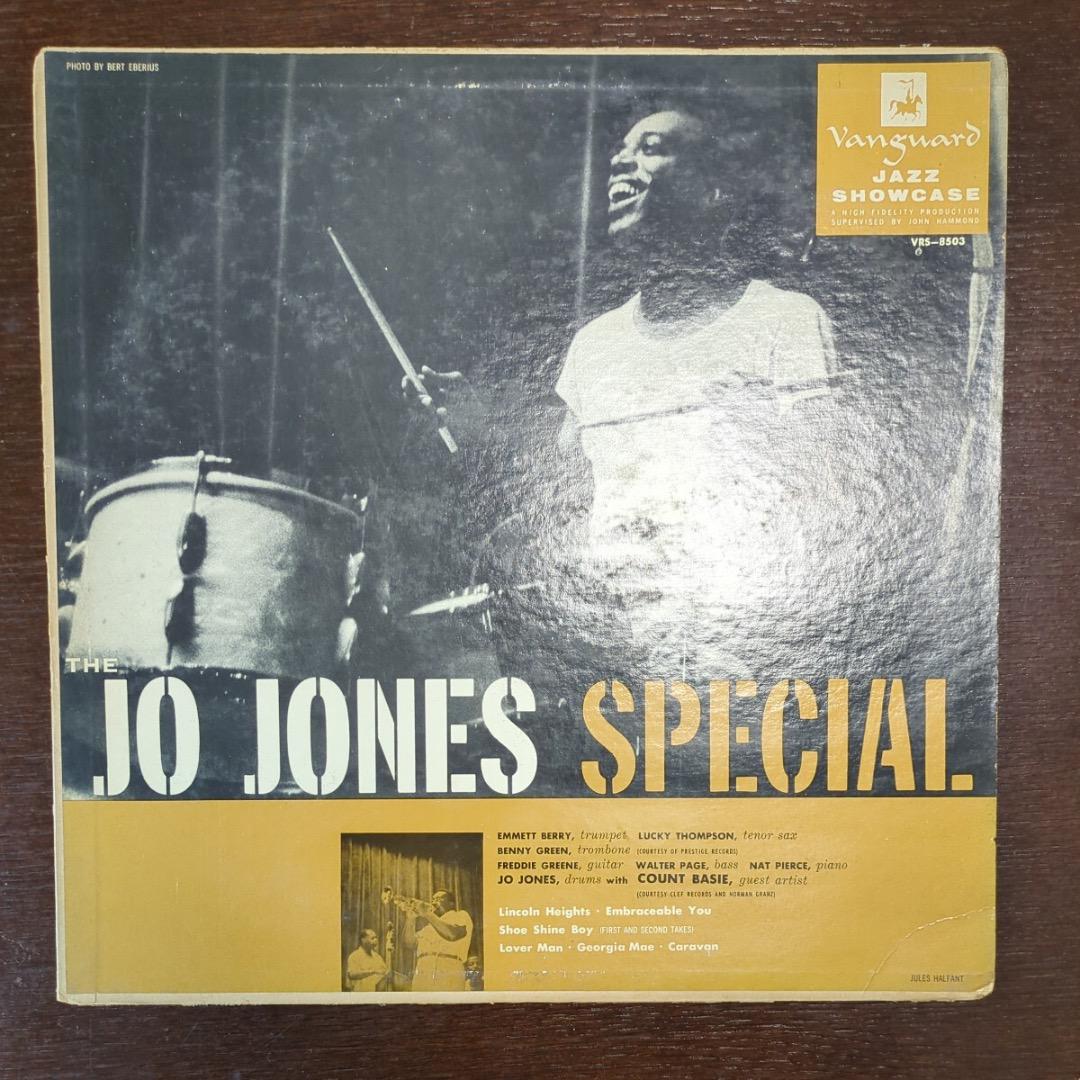 PHOTO BY BERT EBERIUS
Vanguard
JAZZ
SHOWCASE
A HIGH FIDELITY PRODUCTION
SUPERVISED BY JOHN HAMMOND
VRS-8503
THE
JO JONES SPECIAL
EMMETT BERRY, trumpet LUCKY THOMPSON, tenor sax
BENNY GREEN, trombone (COURTESY OF PRESTIGE RECORDS)
FREDDIE GREENE, guitar WALTER PAGE, bass NAT PIERCE, piano
JO JONES, drums with COUNT BASIE, guest artist
(COURTESY CLEF RECORDS AND NORMAN GRANZ)
Lincoln Heights · Embraceable You
Shoe Shine Boy (FIRST AND SECOND TAKES)
Lover Man · Georgia Mae · Caravan
JULES HALFANT